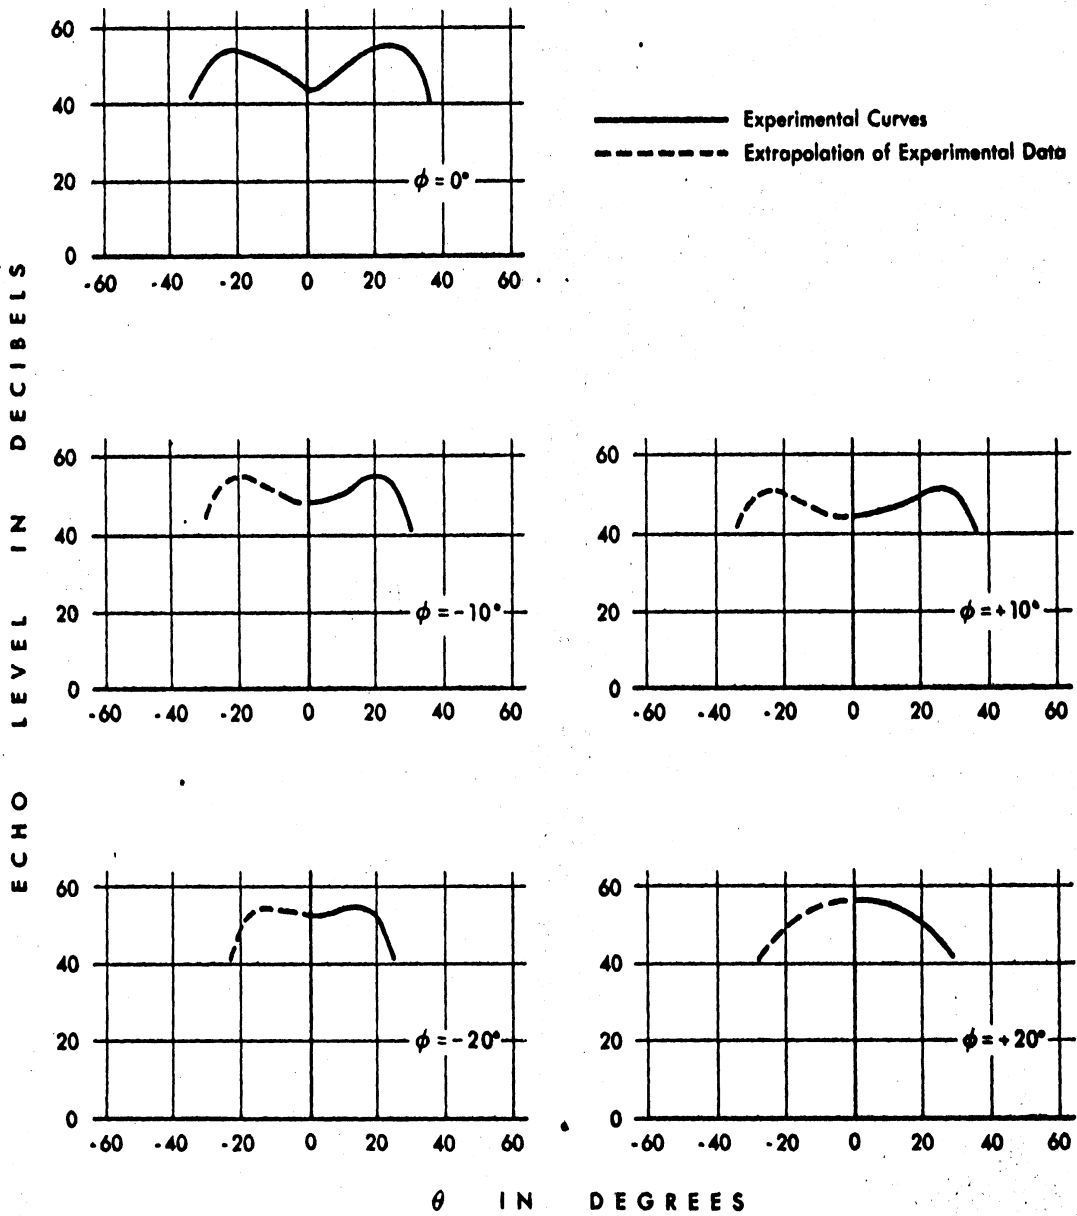 60
40
20
0
φ = 0°
-60 -40 -20 0 20 40 60
Experimental Curves
Extrapolation of Experimental Data
ECHO LEVEL IN DECIBELS
60
40
20
0
φ = -10°
-60 -40 -20 0 20 40 60
60
40
20
0
φ = +10°
-60 -40 -20 0 20 40 60
60
40
20
0
φ = -20°
-60 -40 -20 0 20 40 60
60
40
20
0
φ = +20°
-60 -40 -20 0 20 40 60
θ IN DEGREES